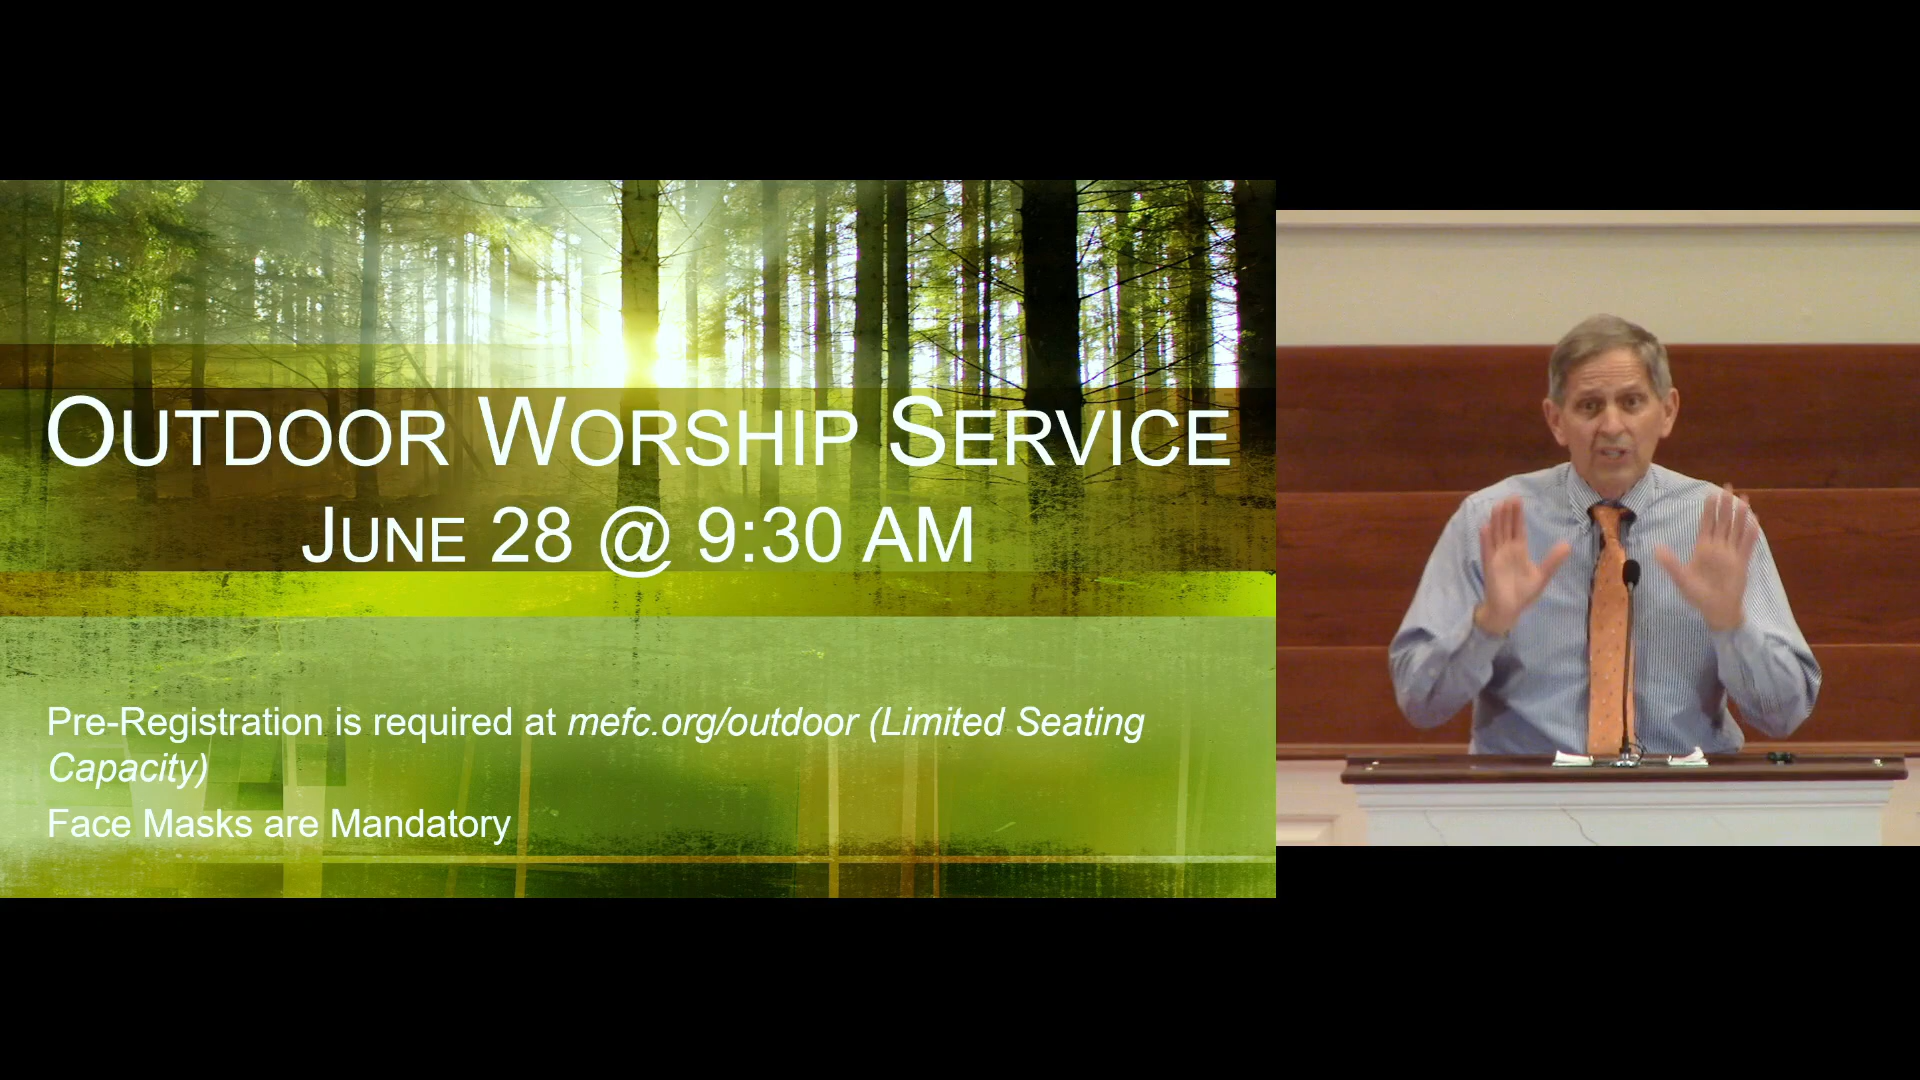 OUTDOOR WORSHIP SERVICE
JUNE 28 @ 9:30 AM
Pre-Registration is required at mefc.org/outdoor (Limited Seating
Capacity)
Face Masks are Mandatory